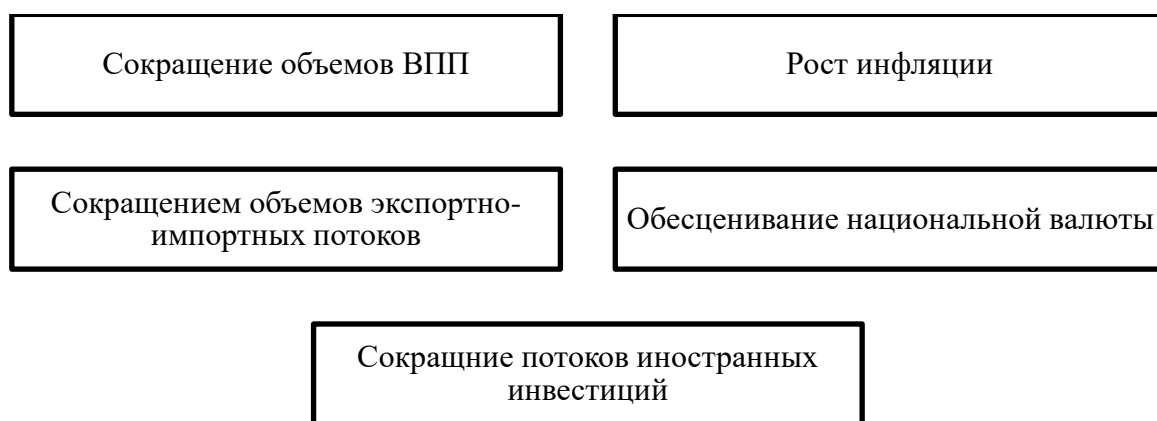 Сокращение объемов ВПП
Рост инфляции
Сокращением объемов экспортно-
импортных потоков
Обесценивание национальной валюты
Сокращние потоков иностранных
инвестиций